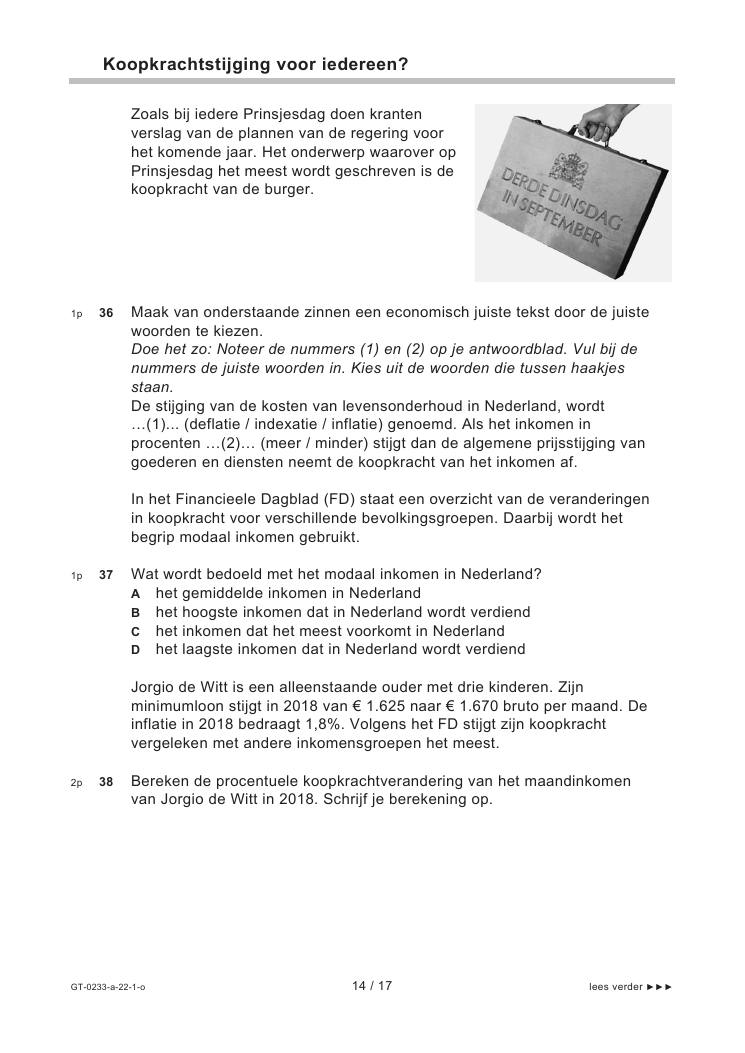 Koopkrachtstijging voor iedereen?
Zoals bij iedere Prinsjesdag doen kranten
verslag van de plannen van de regering voor
het komende jaar. Het onderwerp waarover op
Prinsjesdag het meest wordt geschreven is de
koopkracht van de burger.
DERDE DINSDAG
IN SEPTEMBER
1p 36 Maak van onderstaande zinnen een economisch juiste tekst door de juiste
woorden te kiezen.
Doe het zo: Noteer de nummers (1) en (2) op je antwoordblad. Vul bij de
nummers de juiste woorden in. Kies uit de woorden die tussen haakjes
staan.
De stijging van de kosten van levensonderhoud in Nederland, wordt
…(1)... (deflatie / indexatie / inflatie) genoemd. Als het inkomen in
procenten …(2)… (meer / minder) stijgt dan de algemene prijsstijging van
goederen en diensten neemt de koopkracht van het inkomen af.
In het Financieele Dagblad (FD) staat een overzicht van de veranderingen
in koopkracht voor verschillende bevolkingsgroepen. Daarbij wordt het
begrip modaal inkomen gebruikt.
1p 37 Wat wordt bedoeld met het modaal inkomen in Nederland?
A het gemiddelde inkomen in Nederland
B het hoogste inkomen dat in Nederland wordt verdiend
C het inkomen dat het meest voorkomt in Nederland
D het laagste inkomen dat in Nederland wordt verdiend
Jorgio de Witt is een alleenstaande ouder met drie kinderen. Zijn
minimumloon stijgt in 2018 van € 1.625 naar € 1.670 bruto per maand. De
inflatie in 2018 bedraagt 1,8%. Volgens het FD stijgt zijn koopkracht
vergeleken met andere inkomensgroepen het meest.
2p 38 Bereken de procentuele koopkrachtverandering van het maandinkomen
van Jorgio de Witt in 2018. Schrijf je berekening op.
GT-0233-a-22-1-o 14 / 17 lees verder ►►►